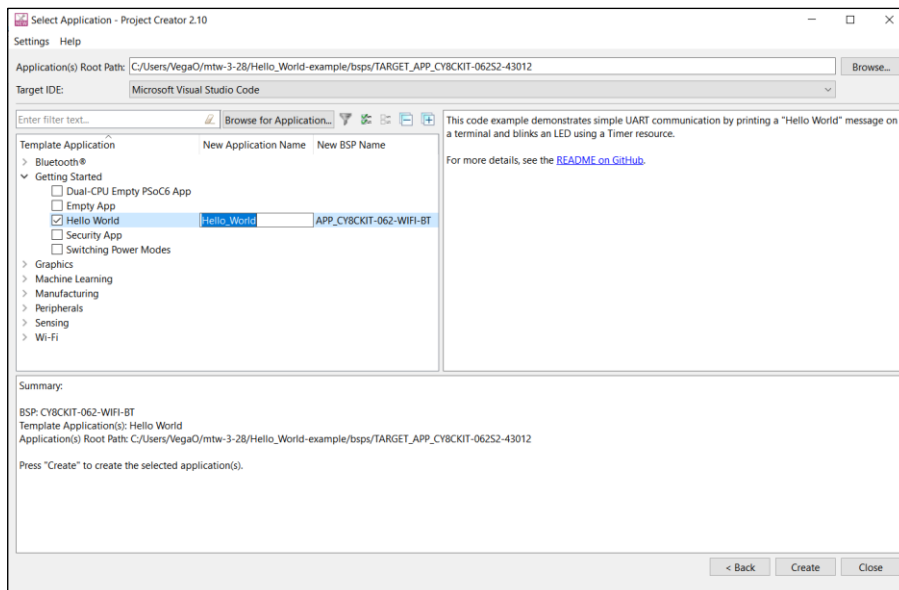 Select Application - Project Creator 2.10
Settings Help
Application(s) Root Path: C:/Users/VegaO/mtw-3-28/Hello_World-example/bsps/TARGET_APP_CY8CKIT-062S2-43012 Browse...
Target IDE: Microsoft Visual Studio Code
Enter filter text... Browse for Application...
Template Application New Application Name New BSP Name
Bluetooth®
Getting Started
Dual-CPU Empty PSoC6 App
Empty App
Hello World Hello_World APP_CY8CKIT-062-WIFI-BT
Security App
Switching Power Modes
Graphics
Machine Learning
Manufacturing
Peripherals
Sensing
Wi-Fi
This code example demonstrates simple UART communication by printing a "Hello World" message on
a terminal and blinks an LED using a Timer resource.
For more details, see the README on GitHub.
Summary:
BSP: CY8CKIT-062-WIFI-BT
Template Application(s): Hello World
Application(s) Root Path: C:/Users/VegaO/mtw-3-28/Hello_World-example/bsps/TARGET_APP_CY8CKIT-062S2-43012
Press "Create" to create the selected application(s).
< Back Create Close